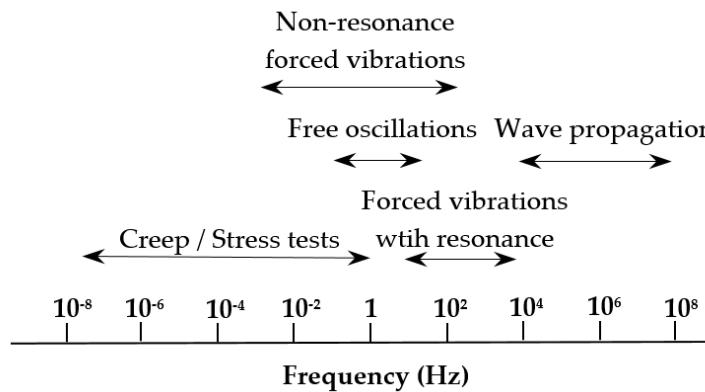 Non-resonance
forced vibrations
Free oscillations
Wave propagation
Forced vibrations
wtih resonance
Creep / Stress tests
10⁻⁸ 10⁻⁶ 10⁻⁴ 10⁻² 1 10² 10⁴ 10⁶ 10⁸
Frequency (Hz)